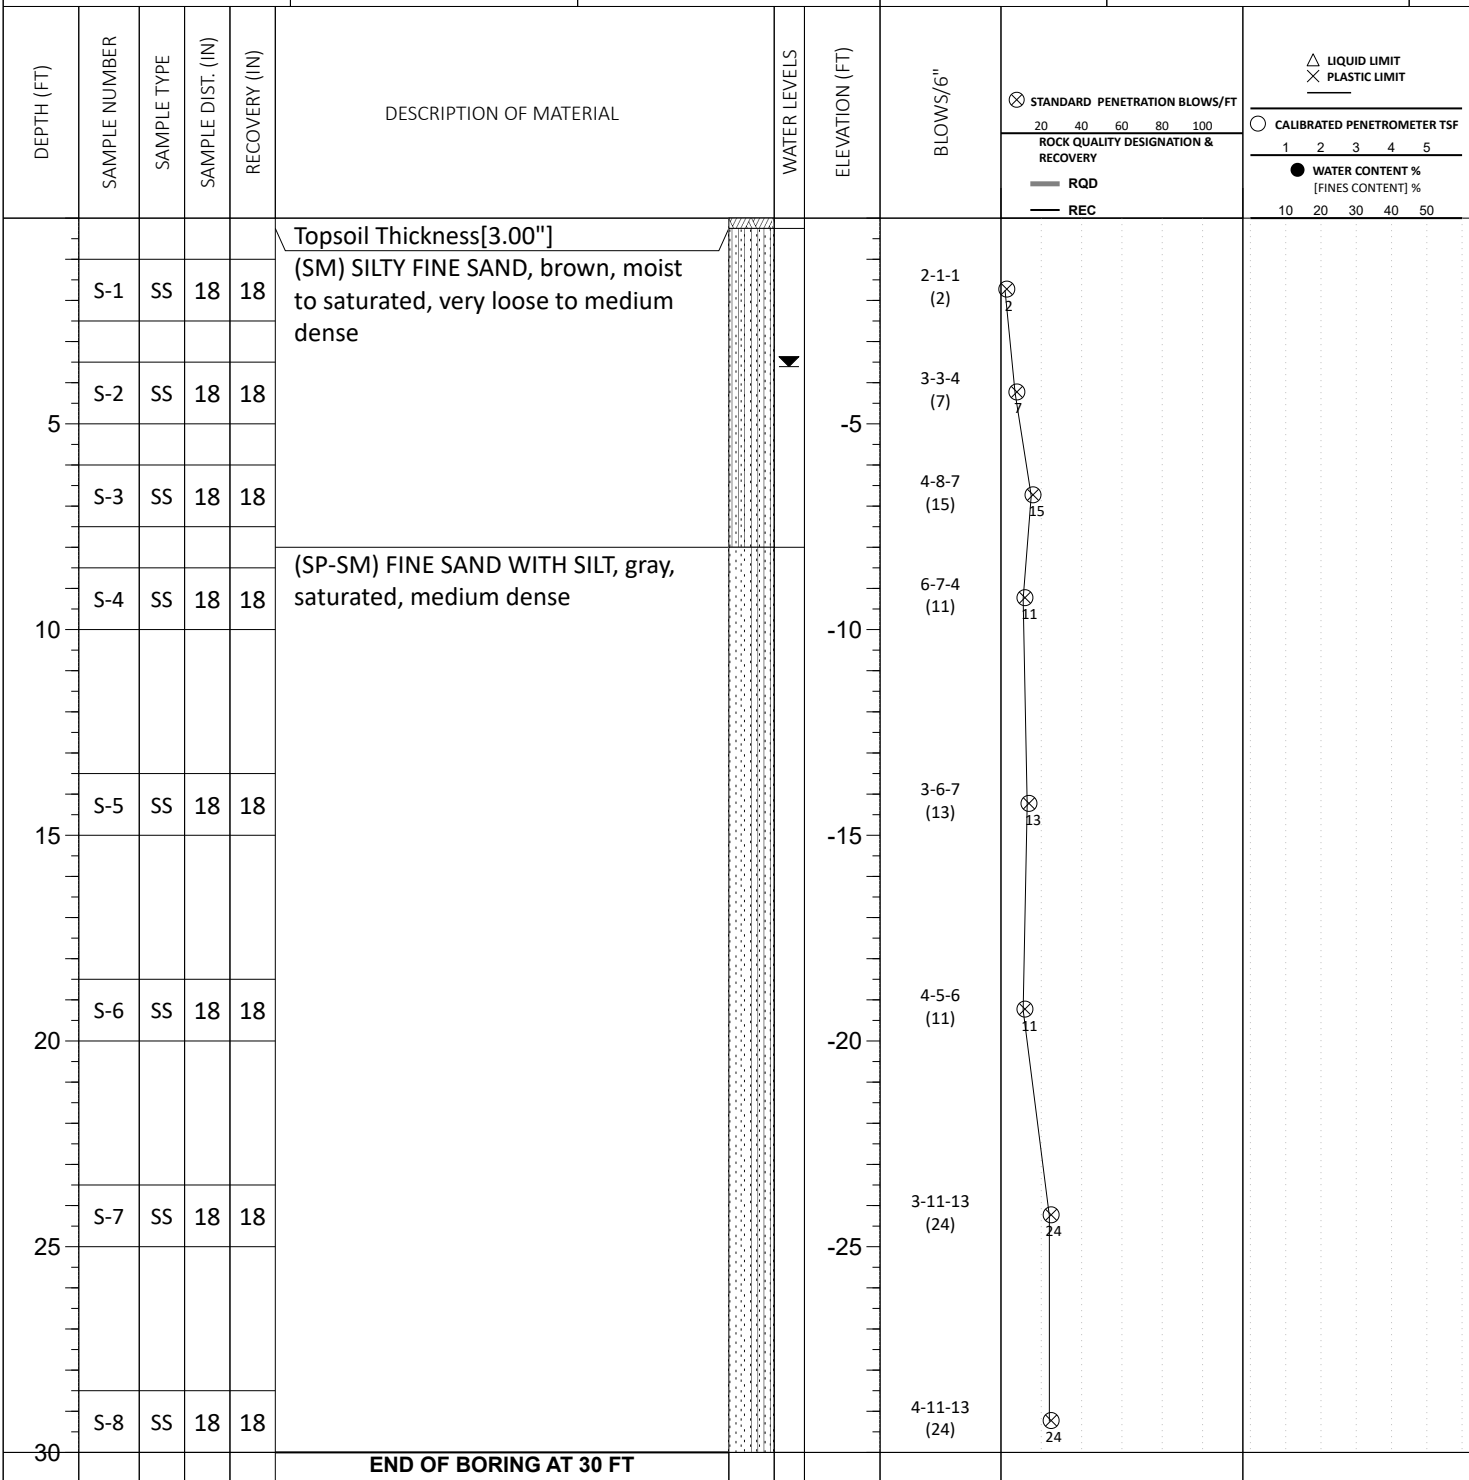 DEPTH (FT)
SAMPLE NUMBER
SAMPLE TYPE
SAMPLE DIST. (IN)
RECOVERY (IN)
DESCRIPTION OF MATERIAL
WATER LEVELS
ELEVATION (FT)
BLOWS/6"
STANDARD PENETRATION BLOWS/FT
20 40 60 80 100
ROCK QUALITY DESIGNATION &
RECOVERY
RQD
REC
LIQUID LIMIT
PLASTIC LIMIT
CALIBRATED PENETROMETER TSF
1 2 3 4 5
WATER CONTENT %
[FINES CONTENT] %
10 20 30 40 50
Topsoil Thickness[3.00"]
(SM) SILTY FINE SAND, brown, moist
to saturated, very loose to medium
dense
S-1 SS 18 18
2-1-1
(2)
2
S-2 SS 18 18
3-3-4
(7)
7
5
-5
S-3 SS 18 18
4-8-7
(15)
15
(SP-SM) FINE SAND WITH SILT, gray,
saturated, medium dense
S-4 SS 18 18
6-7-4
(11)
11
10
-10
S-5 SS 18 18
3-6-7
(13)
13
15
-15
S-6 SS 18 18
4-5-6
(11)
11
20
-20
S-7 SS 18 18
3-11-13
(24)
24
25
-25
S-8 SS 18 18
4-11-13
(24)
24
30
END OF BORING AT 30 FT